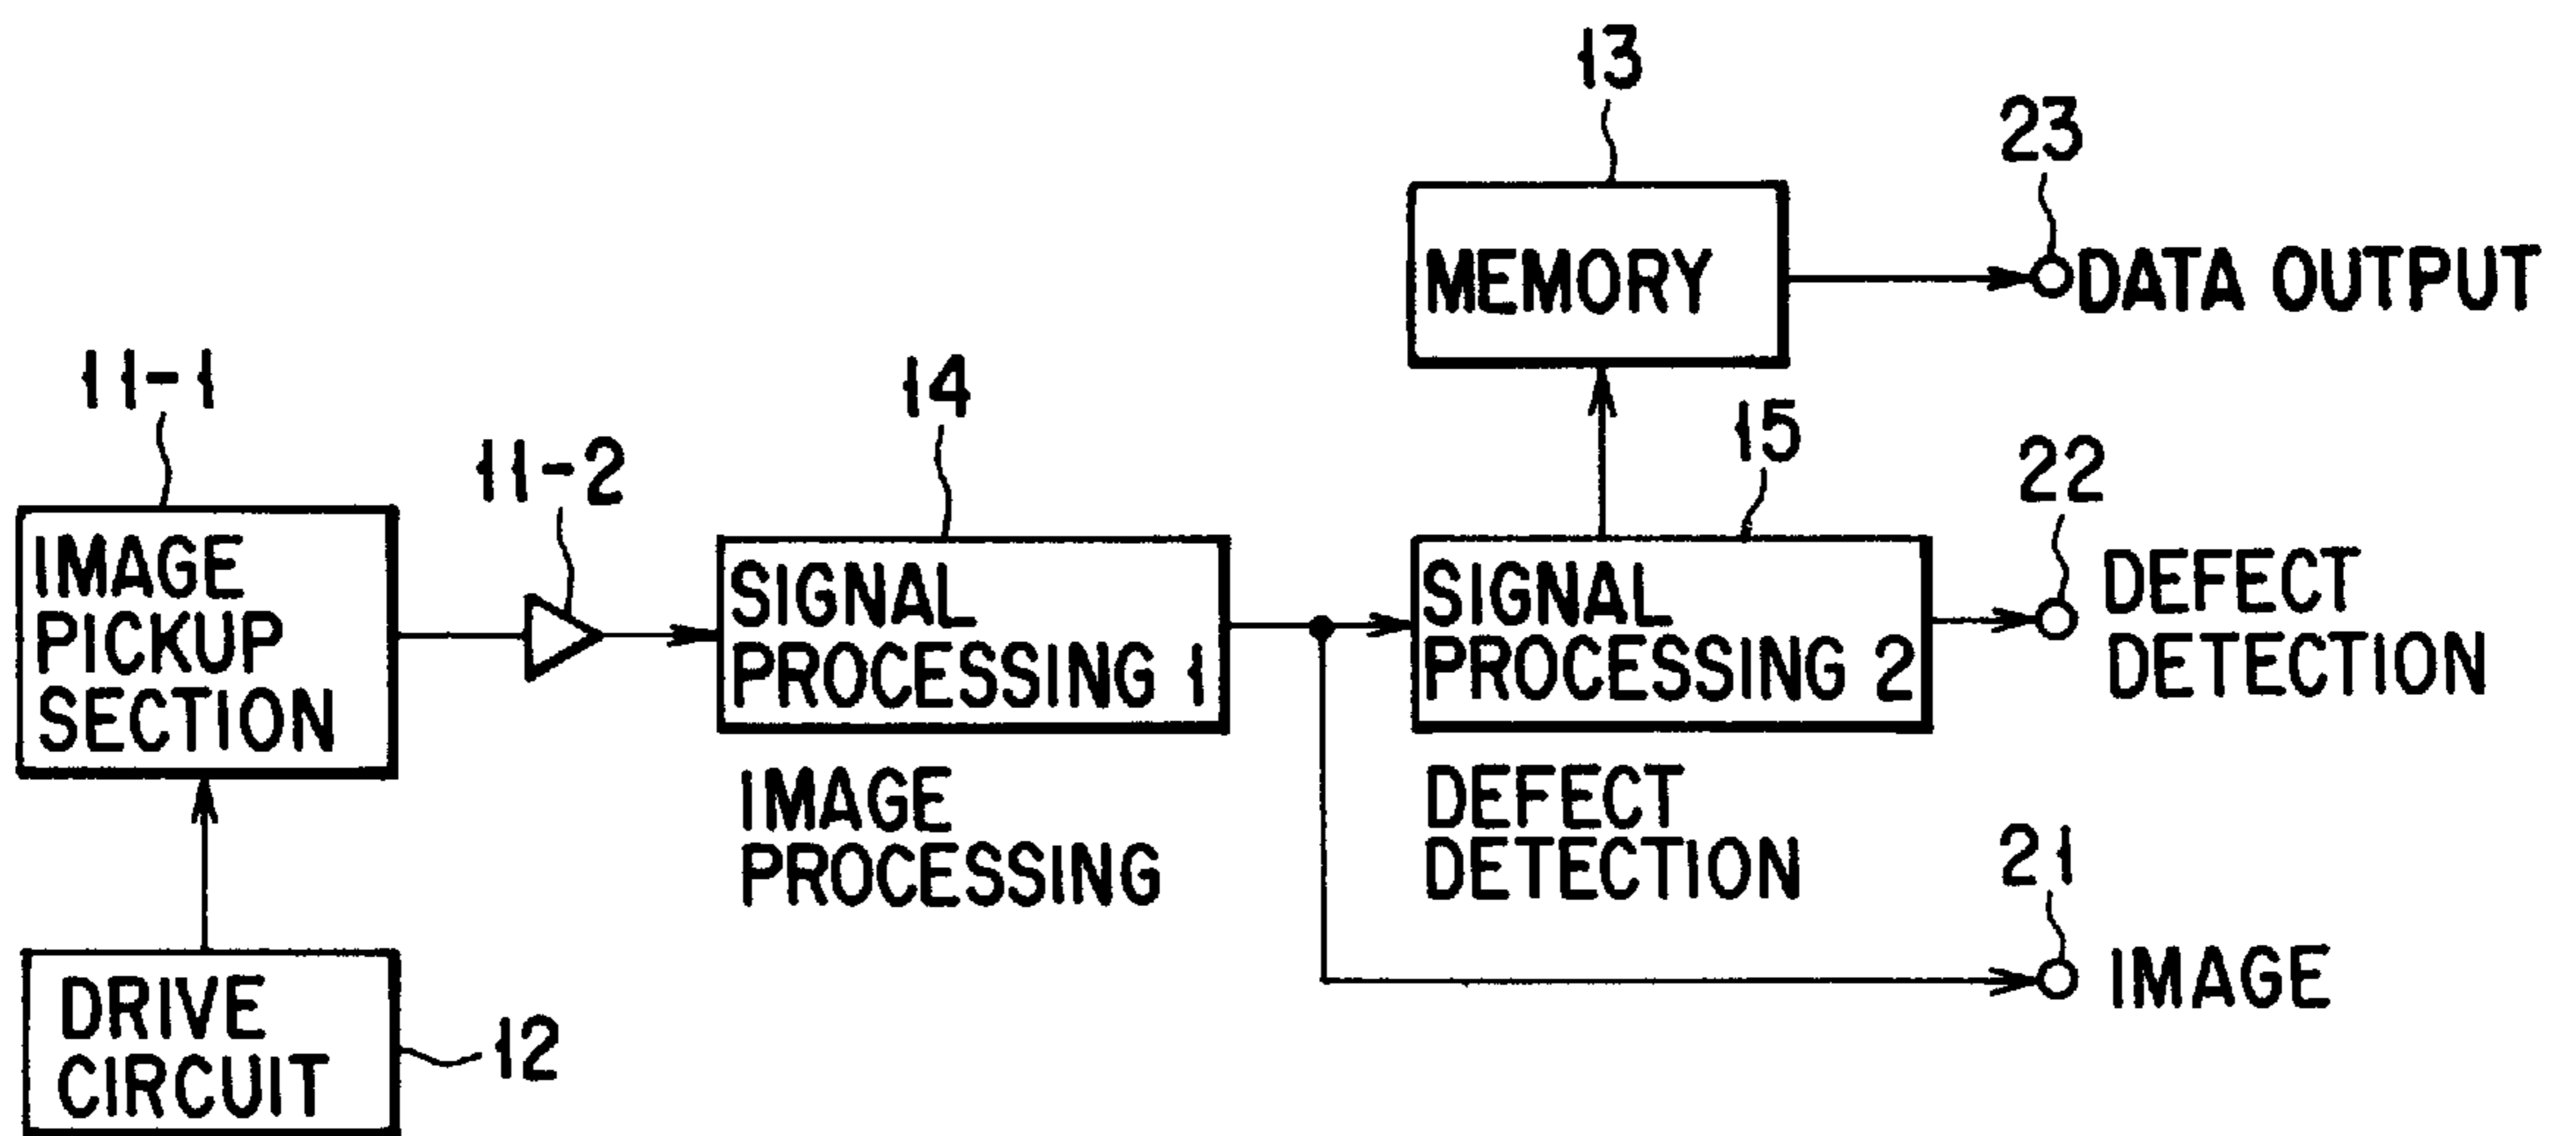 13
23
MEMORY
DATA OUTPUT
11-1
11-2
14
15
22
IMAGE
PICKUP
SECTION
SIGNAL
PROCESSING 1
SIGNAL
PROCESSING 2
DEFECT
DETECTION
IMAGE
PROCESSING
DEFECT
DETECTION
21
IMAGE
DRIVE
CIRCUIT
12